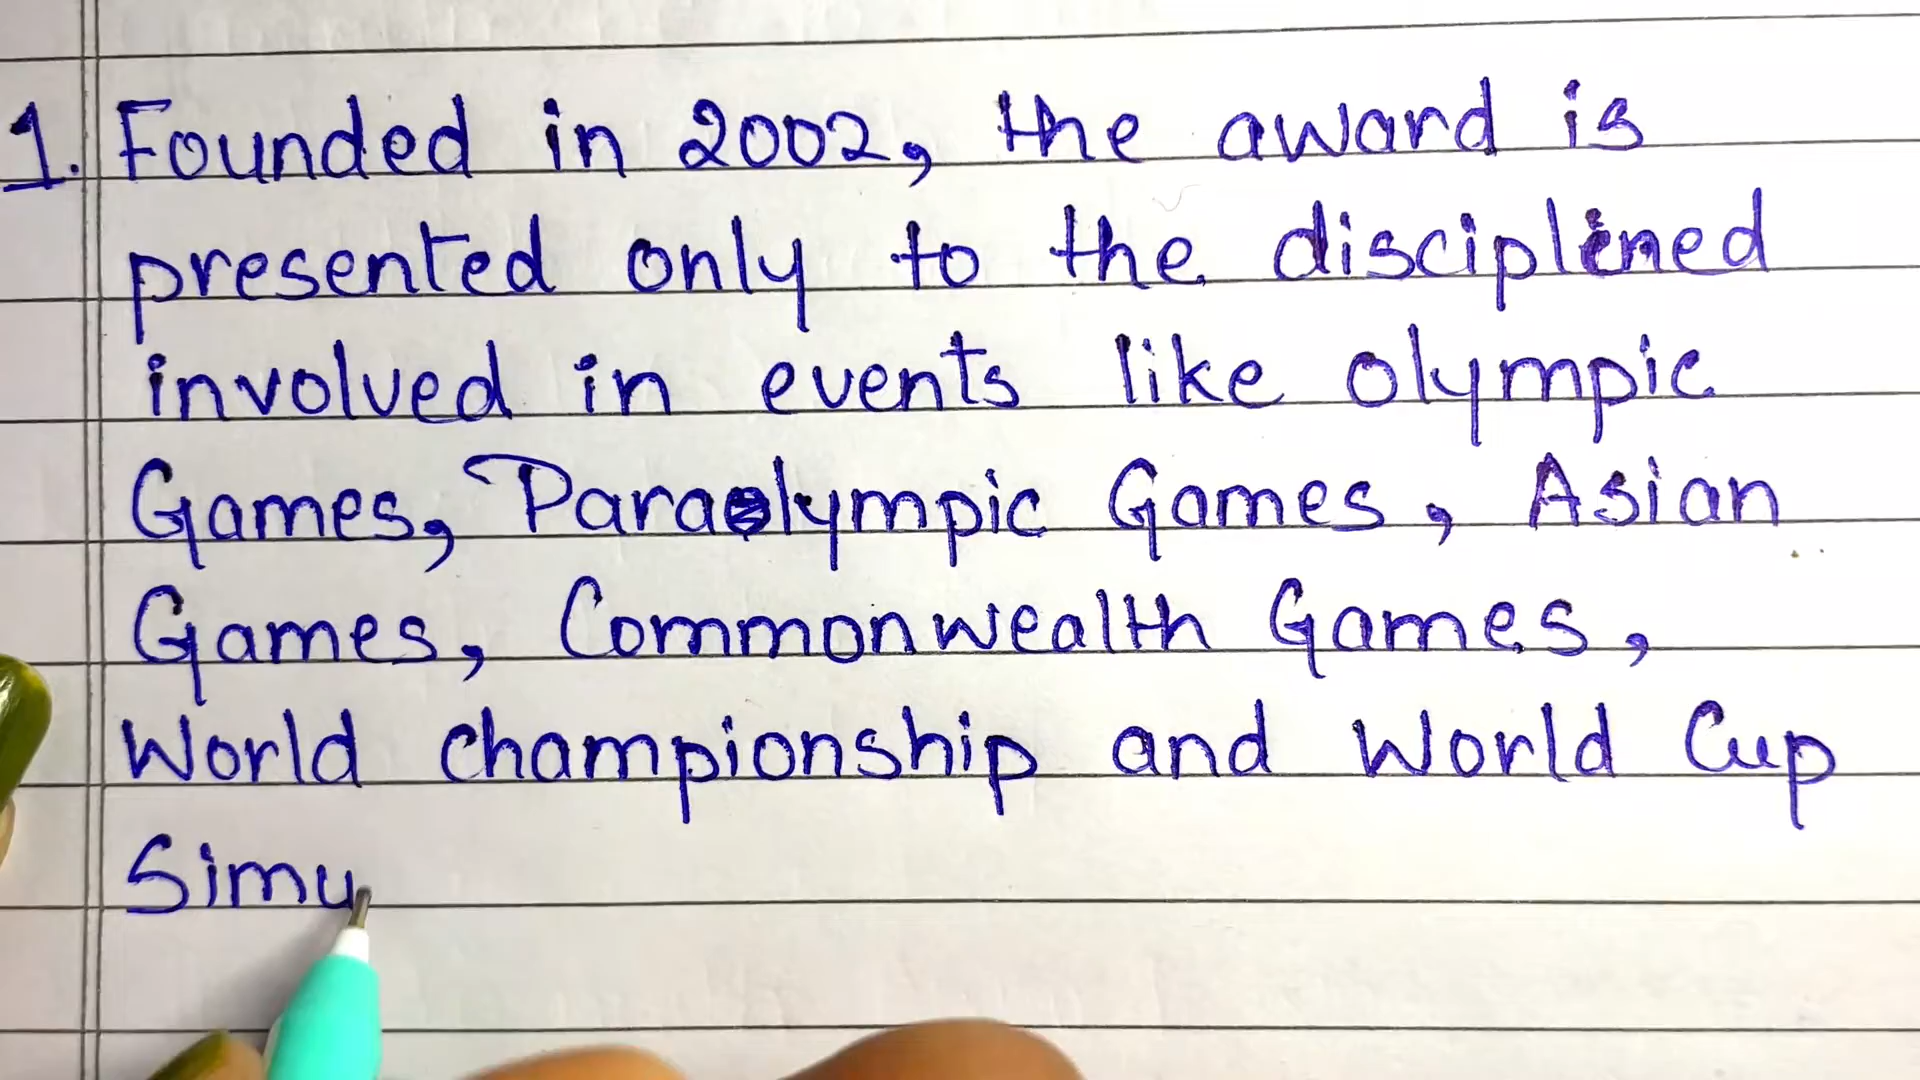 1. Founded in 2002, the award is
presented only to the disciplined
involved in events like olympic
Games, Paralympic Games, Asian
Games, Commonwealth Games,
World championship and World Cup
Simu